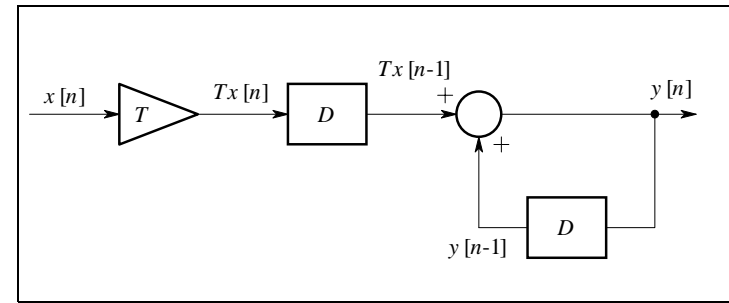 x [n]
T
Tx [n]
D
Tx [n-1]
+
y [n]
+
D
y [n-1]